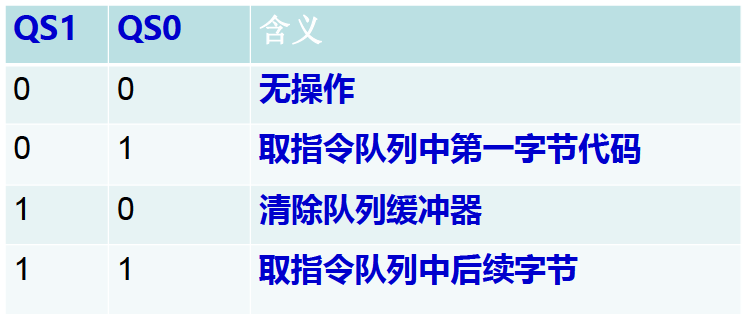 QS1 QS0 含义
0 0 无操作
0 1 取指令队列中第一字节代码
1 0 清除队列缓冲器
1 1 取指令队列中后续字节